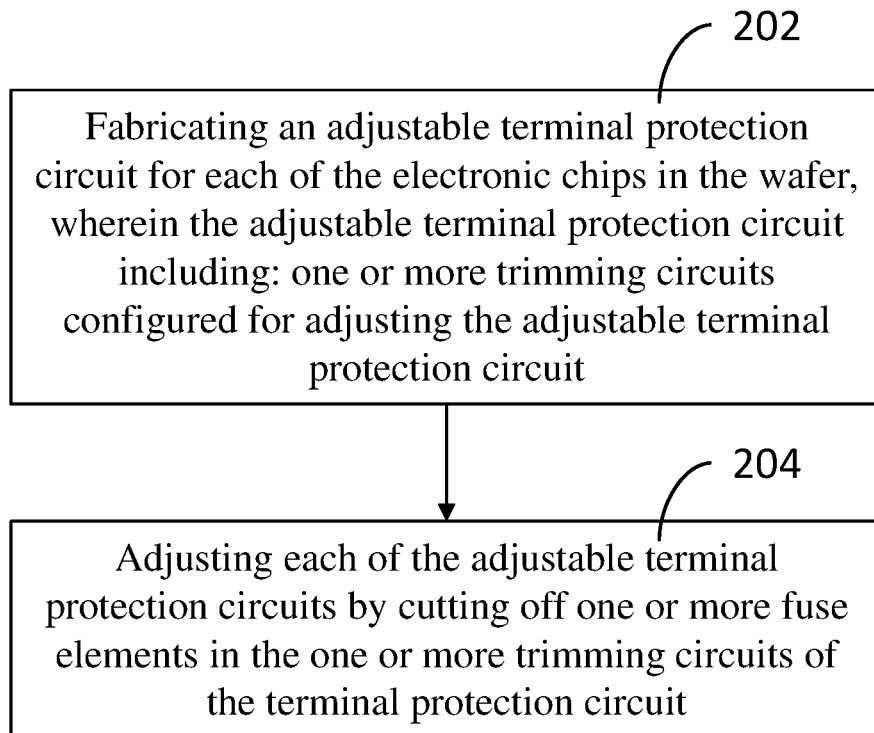 202
Fabricating an adjustable terminal protection
circuit for each of the electronic chips in the wafer,
wherein the adjustable terminal protection circuit
including: one or more trimming circuits
configured for adjusting the adjustable terminal
protection circuit
204
Adjusting each of the adjustable terminal
protection circuits by cutting off one or more fuse
elements in the one or more trimming circuits of
the terminal protection circuit